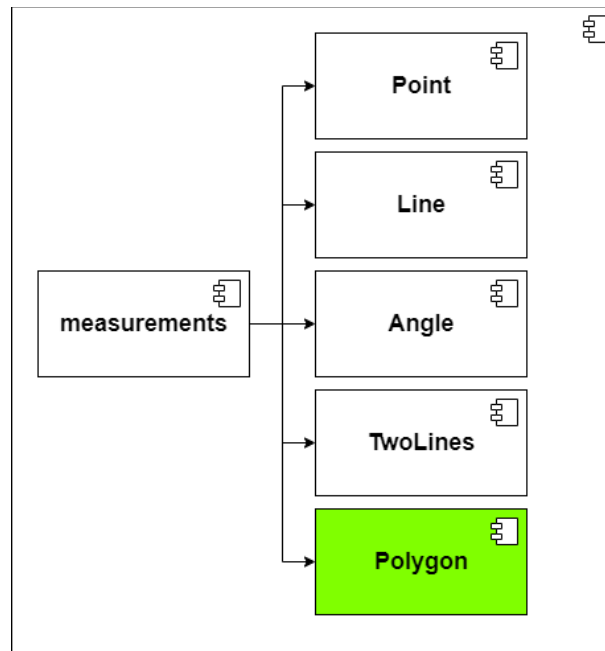 Point
Line
measurements
Angle
TwoLines
Polygon